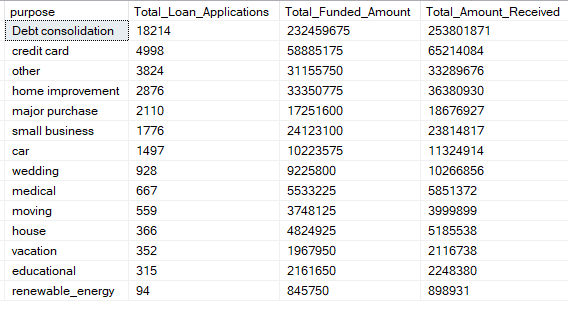 purpose Total_Loan_Applications Total_Funded_Amount Total_Amount_Received
Debt consolidation 18214 232459675 253801871
credit card 4998 58885175 65214084
other 3824 31155750 33289676
home improvement 2876 33350775 36380930
major purchase 2110 17251600 18676927
small business 1776 24123100 23814817
car 1497 10223575 11324914
wedding 928 9225800 10266856
medical 667 5533225 5851372
moving 559 3748125 3999899
house 366 4824925 5185538
vacation 352 1967950 2116738
educational 315 2161650 2248380
renewable_energy 94 845750 898931